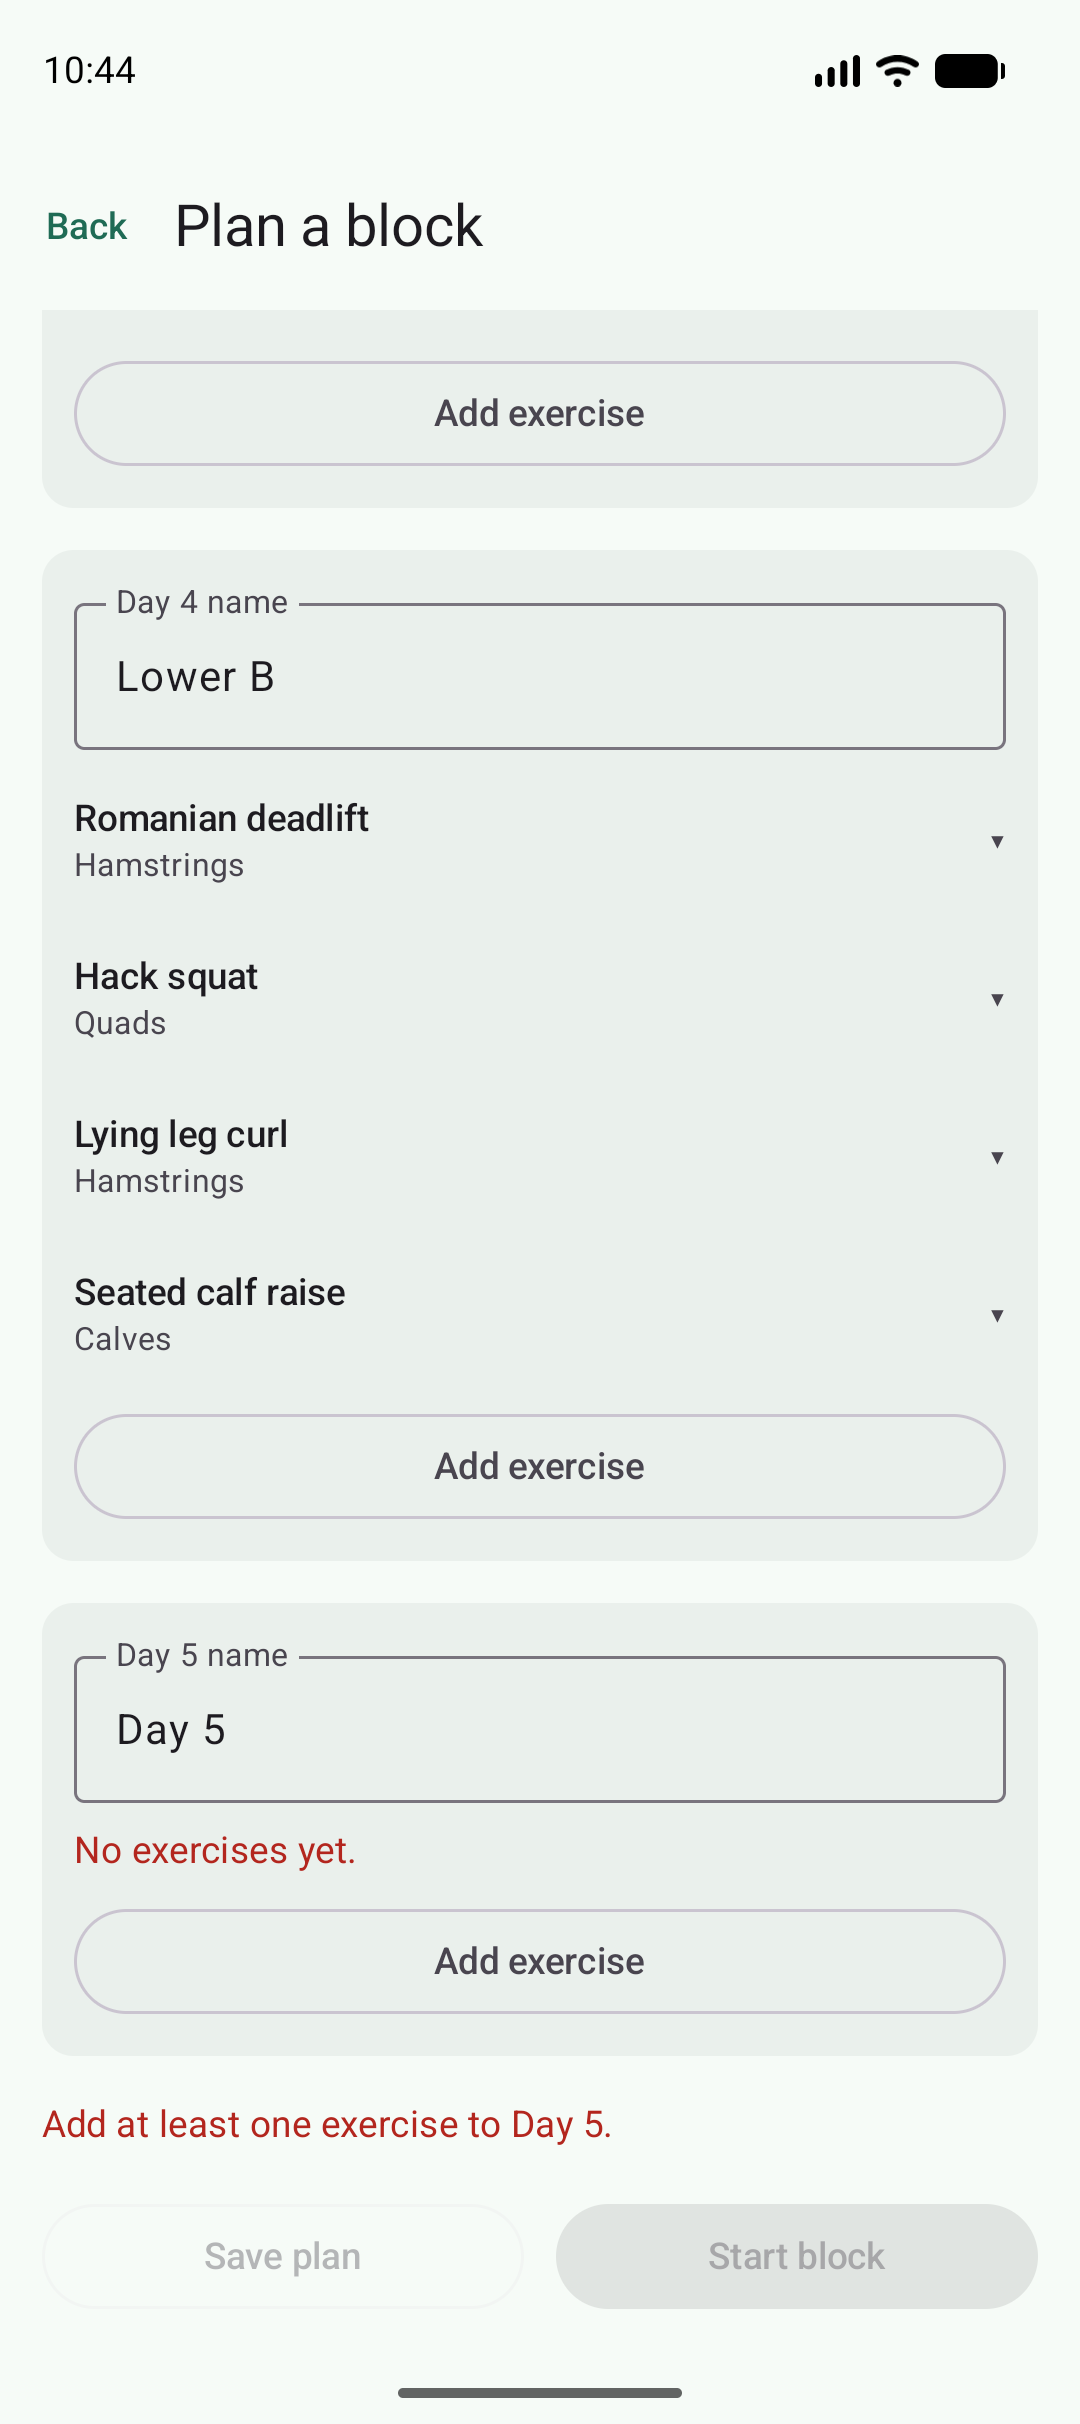 10:44
Back
Plan a block
Add exercise
Day 4 name
Lower B
Romanian deadlift
Hamstrings
Hack squat
Quads
Lying leg curl
Hamstrings
Seated calf raise
Calves
Add exercise
Day 5 name
Day 5
No exercises yet.
Add exercise
Add at least one exercise to Day 5.
Save plan
Start block